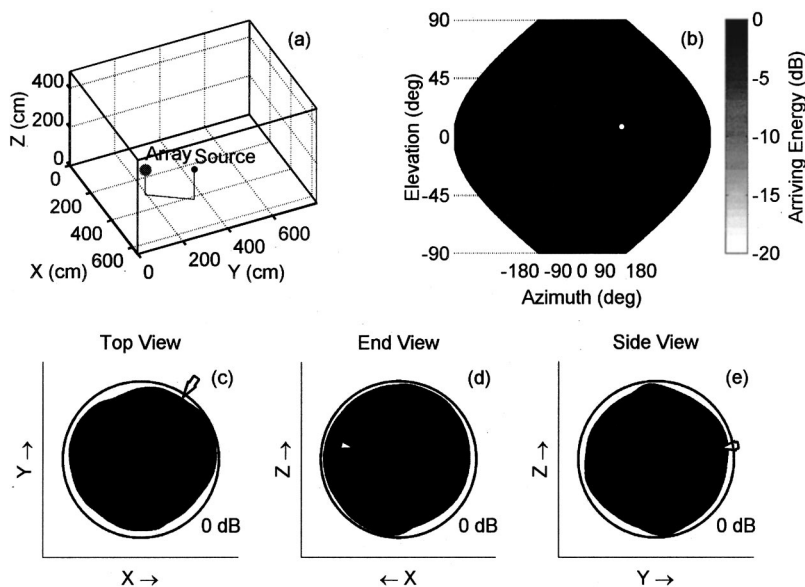 (a)
Z (cm)
400
200
0
Array Source
0
200
400
600
X (cm)
0
200
400
600
Y (cm)
(b)
Elevation (deg)
90
45
0
-45
-90
-180 -90 0 90 180
Azimuth (deg)
0
-5
-10
-15
-20
Arriving Energy (dB)
Top View
(c)
Y →
0 dB
X →
End View
(d)
Z →
0 dB
← X
Side View
(e)
Z →
0 dB
Y →